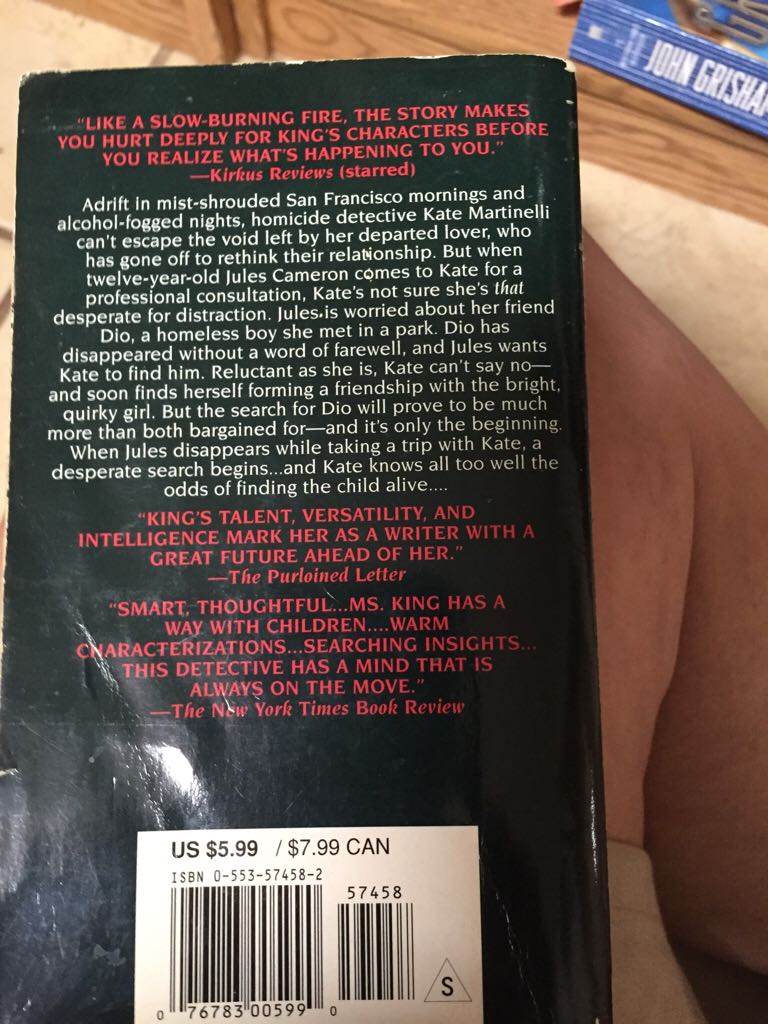 "LIKE A SLOW-BURNING FIRE, THE STORY MAKES
YOU HURT DEEPLY FOR KING'S CHARACTERS BEFORE
YOU REALIZE WHAT'S HAPPENING TO YOU."
—Kirkus Reviews (starred)
Adrift in mist-shrouded San Francisco mornings and
alcohol-fogged nights, homicide detective Kate Martinelli
can't escape the void left by her departed lover, who
has gone off to rethink their relationship. But when
twelve-year-old Jules Cameron comes to Kate for a
professional consultation, Kate's not sure she's that
desperate for distraction. Jules is worried about her friend
Dio, a homeless boy she met in a park. Dio has
disappeared without a word of farewell, and Jules wants
Kate to find him. Reluctant as she is, Kate can't say no—
and soon finds herself forming a friendship with the bright,
quirky girl. But the search for Dio will prove to be much
more than both bargained for—and it's only the beginning.
When Jules disappears while taking a trip with Kate, a
desperate search begins...and Kate knows all too well the
odds of finding the child alive....
"KING'S TALENT, VERSATILITY, AND
INTELLIGENCE MARK HER AS A WRITER WITH A
GREAT FUTURE AHEAD OF HER."
—The Purloined Letter
"SMART, THOUGHTFUL...MS. KING HAS A
WAY WITH CHILDREN....WARM
CHARACTERIZATIONS...SEARCHING INSIGHTS...
THIS DETECTIVE HAS A MIND THAT IS
ALWAYS ON THE MOVE."
—The New York Times Book Review
US $5.99 / $7.99 CAN
ISBN 0-553-57458-2
57458
0 76783 00599 0
S
JOHN GRISHA